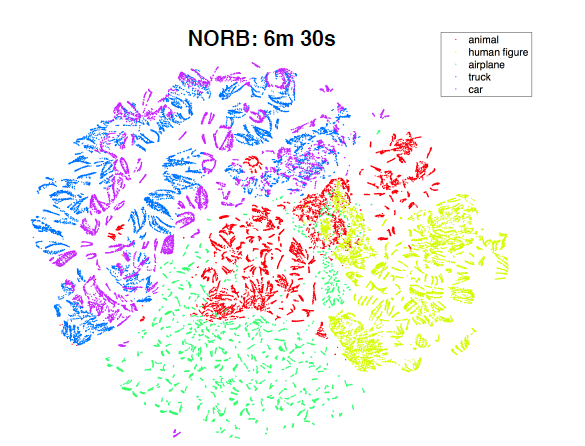 NORB: 6m 30s
animal
human figure
airplane
truck
car